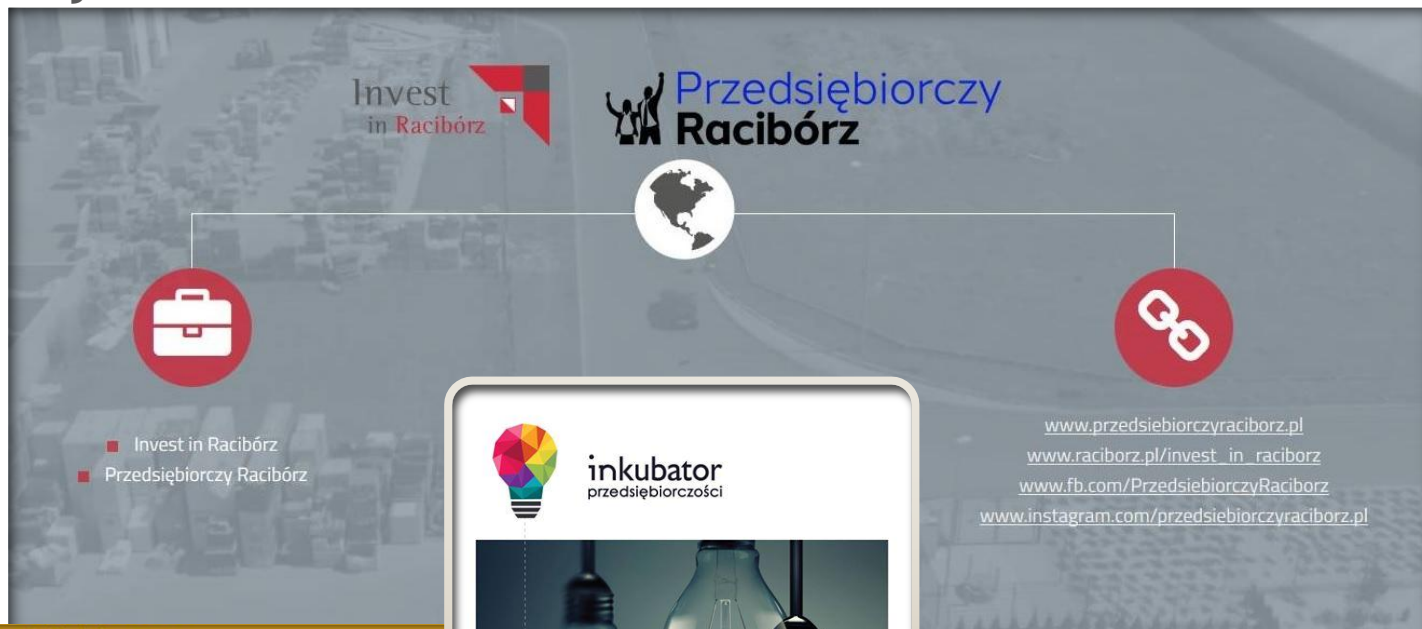 Invest
in Racibórz
Przedsiębiorczy
Racibórz
Invest in Racibórz
Przedsiębiorczy Racibórz
inkubator
przedsiębiorczości
www.przedsiebiorczyraciborz.pl
www.raciborz.pl/invest_in_raciborz
www.fb.com/PrzedsiebiorczyRaciborz
www.instagram.com/przedsiebiorczyraciborz.pl